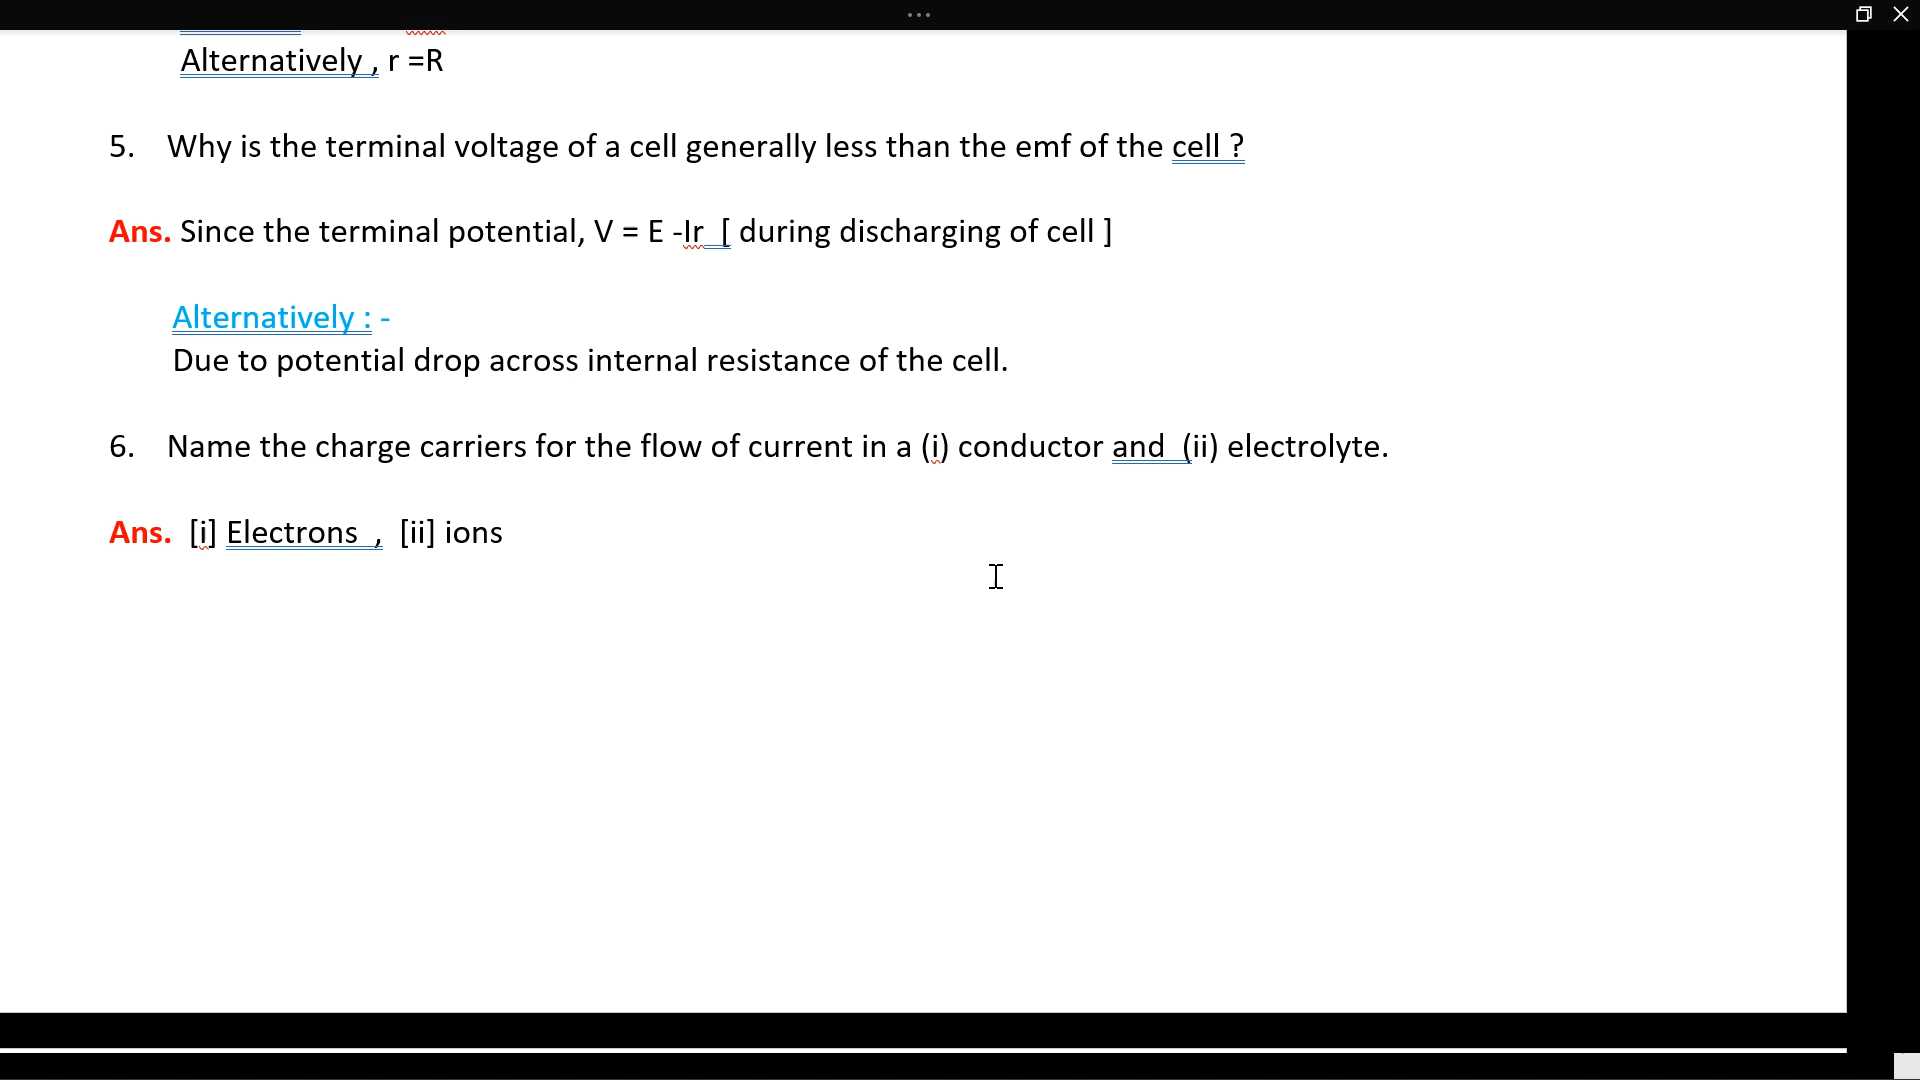 Alternatively , r =R
5. Why is the terminal voltage of a cell generally less than the emf of the cell ?
Ans. Since the terminal potential, V = E -Ir [ during discharging of cell ]
Alternatively : -
Due to potential drop across internal resistance of the cell.
6. Name the charge carriers for the flow of current in a (i) conductor and (ii) electrolyte.
Ans. [i] Electrons , [ii] ions